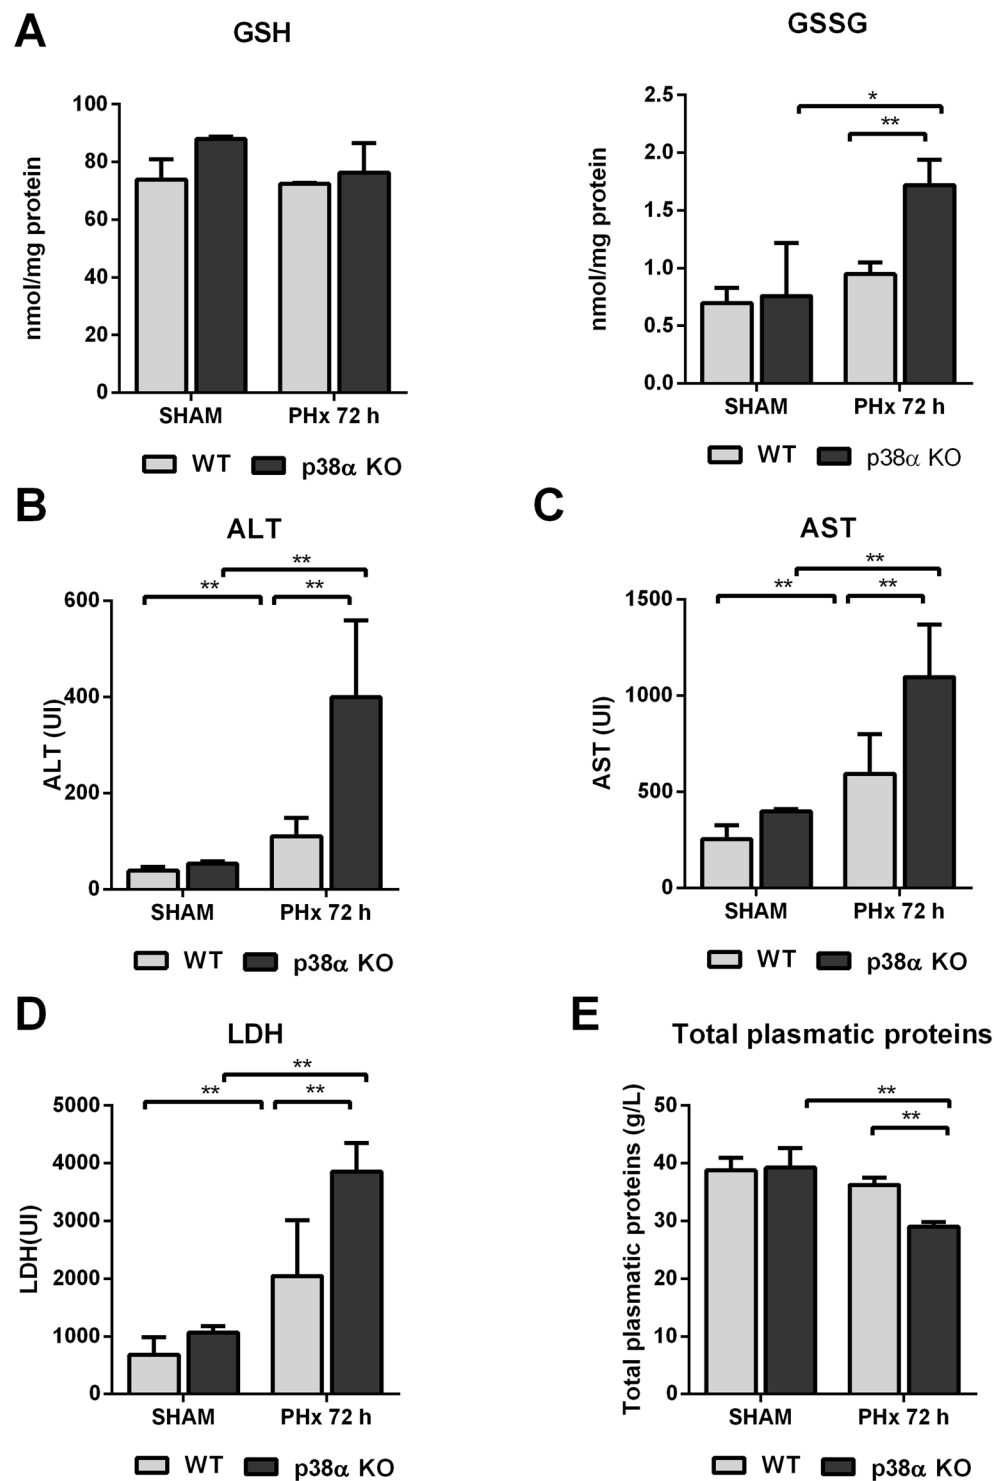 A
GSH
GSSG
nmol/mg protein
100
80
60
40
20
0
SHAM
PHx 72 h
WT
p38α KO
nmol/mg protein
2.5
2.0
1.5
1.0
0.5
0.0
*
**
SHAM
PHx 72 h
WT
p38α KO
B
ALT
**
**
**
ALT (UI)
600
400
200
0
SHAM
PHx 72 h
WT
p38α KO
C
AST
**
**
**
AST (UI)
1500
1000
500
0
SHAM
PHx 72 h
WT
p38α KO
D
LDH
**
**
**
LDH(UI)
5000
4000
3000
2000
1000
0
SHAM
PHx 72 h
WT
p38α KO
E
Total plasmatic proteins
**
**
Total plasmatic proteins (g/L)
50
40
30
20
10
0
SHAM
PHx 72 h
WT
p38α KO